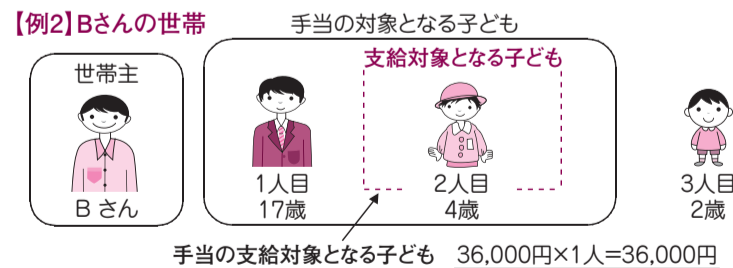 【例2】Bさんの世帯
手当の対象となる子ども
支給対象となる子ども
世帯主
Bさん
1人目
17歳
2人目
4歳
3人目
2歳
手当の支給対象となる子ども 36,000円×1人=36,000円